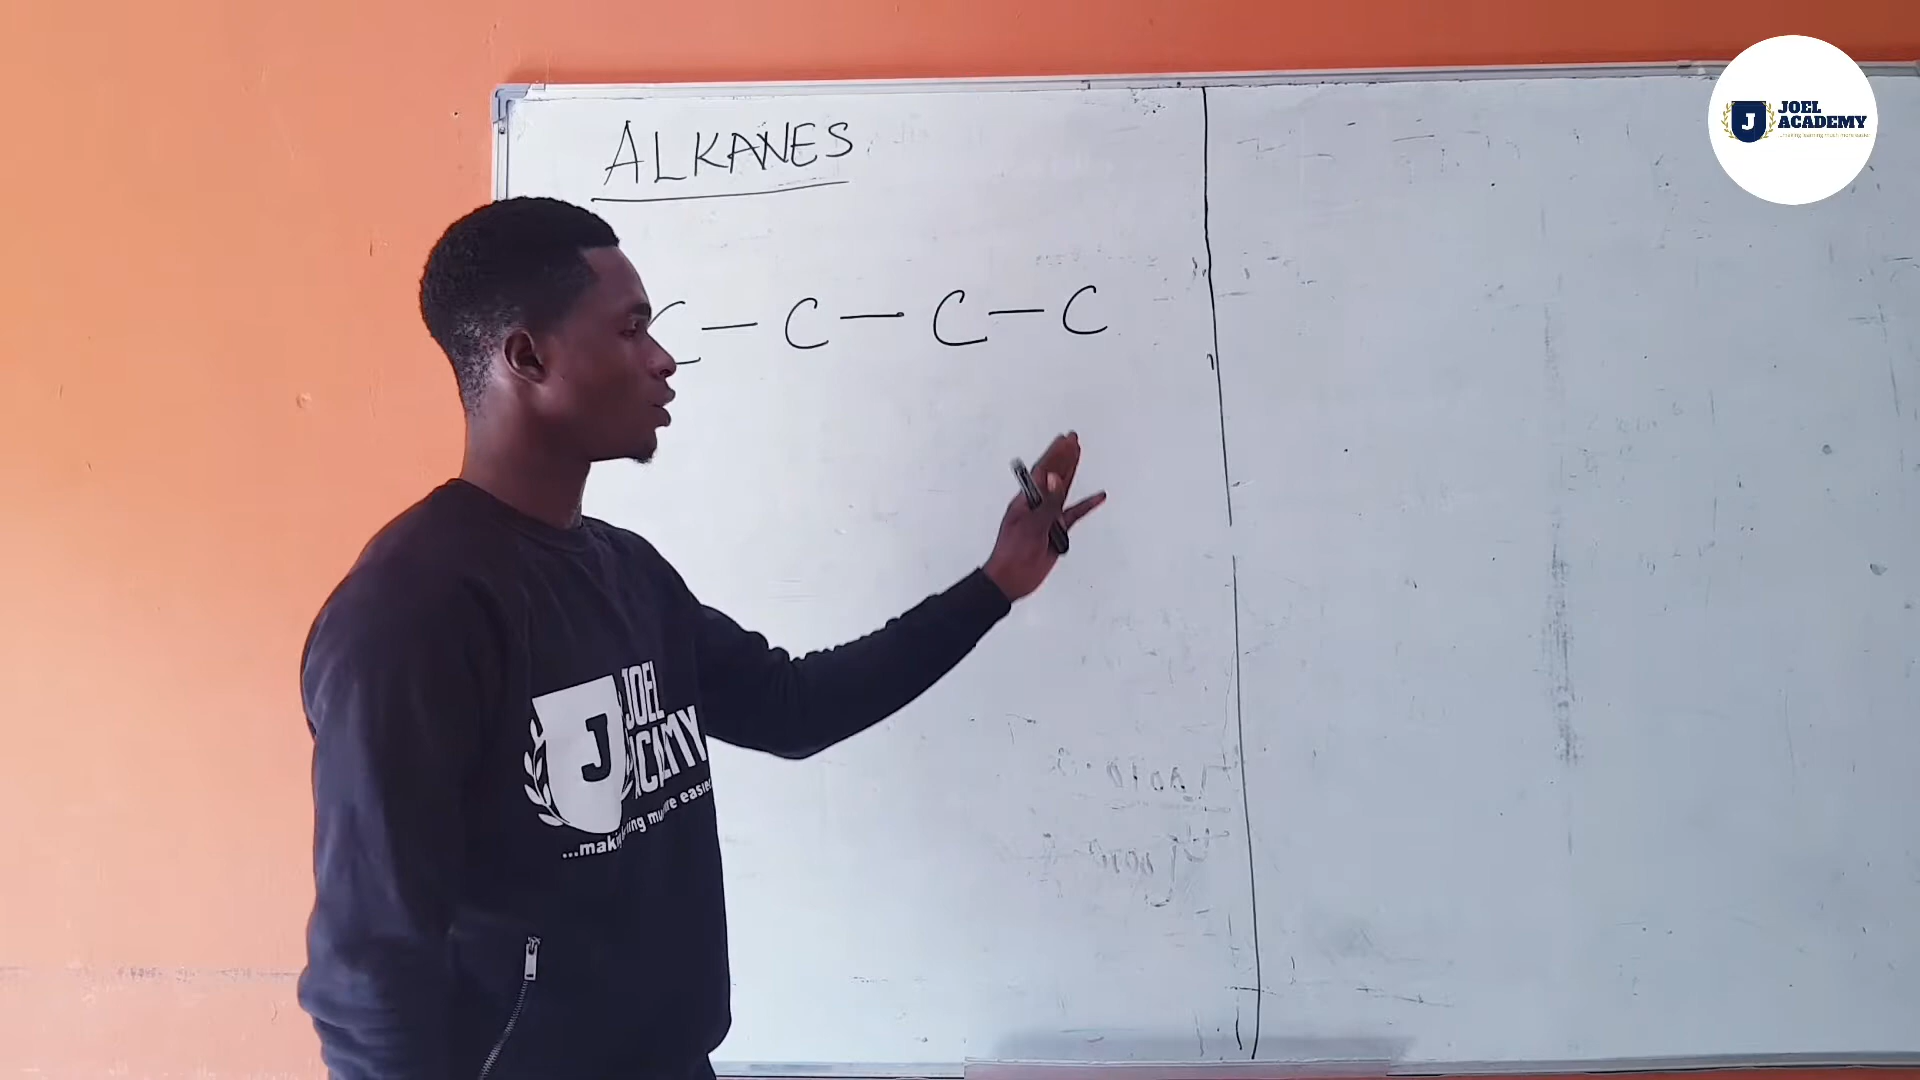 ALKANES
C — C — C — C
JOEL
ACADEMY
J
JOEL
ACADEMY
J